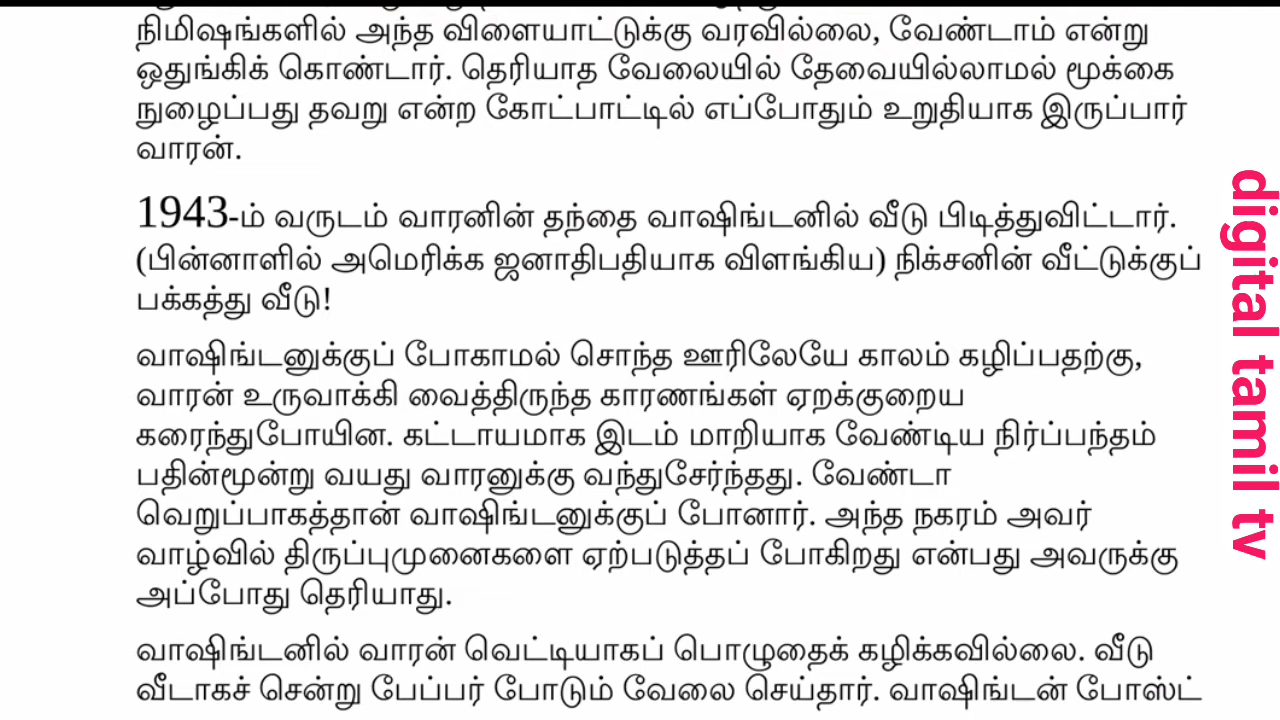 நிமிஷங்களில் அந்த விளையாட்டுக்கு வரவில்லை, வேண்டாம் என்று
ஒதுங்கிக் கொண்டார். தெரியாத வேலையில் தேவையில்லாமல் மூக்கை
நுழைப்பது தவறு என்ற கோட்பாட்டில் எப்போதும் உறுதியாக இருப்பார்
வாரன்.
1943-ம் வருடம் வாரனின் தந்தை வாஷிங்டனில் வீடு பிடித்துவிட்டார்.
(பின்னாளில் அமெரிக்க ஜனாதிபதியாக விளங்கிய) நிக்சனின் வீட்டுக்குப்
பக்கத்து வீடு!
வாஷிங்டனுக்குப் போகாமல் சொந்த ஊரிலேயே காலம் கழிப்பதற்கு,
வாரன் உருவாக்கி வைத்திருந்த காரணங்கள் ஏறக்குறைய
கரைந்துபோயின. கட்டாயமாக இடம் மாறியாக வேண்டிய நிர்ப்பந்தம்
பதின்மூன்று வயது வாரனுக்கு வந்துசேர்ந்தது. வேண்டா
வெறுப்பாகத்தான் வாஷிங்டனுக்குப் போனார். அந்த நகரம் அவர்
வாழ்வில் திருப்புமுனைகளை ஏற்படுத்தப் போகிறது என்பது அவருக்கு
அப்போது தெரியாது.
வாஷிங்டனில் வாரன் வெட்டியாகப் பொழுதைக் கழிக்கவில்லை. வீடு
வீடாகச் சென்று பேப்பர் போடும் வேலை செய்தார். வாஷிங்டன் போஸ்ட்
digital tamil tv